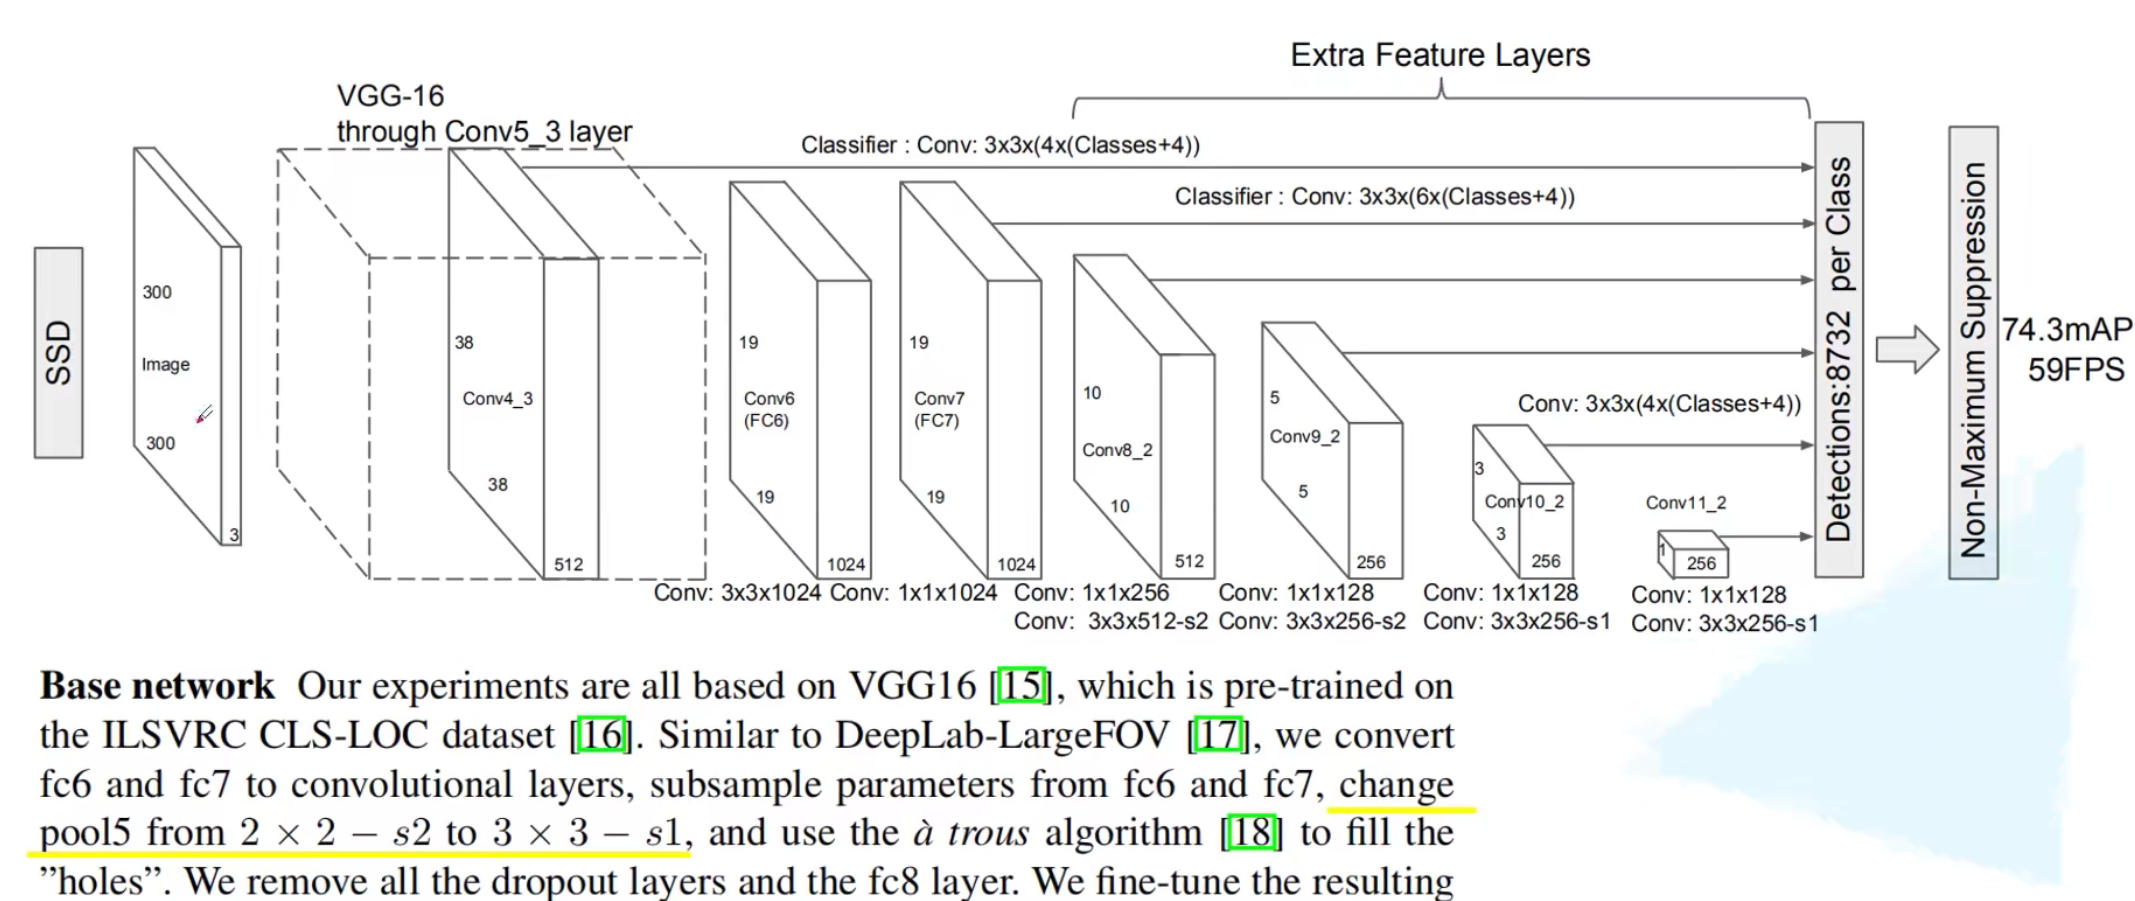 Extra Feature Layers
VGG-16
through Conv5_3 layer
Classifier : Conv: 3x3x(4x(Classes+4))
Classifier : Conv: 3x3x(6x(Classes+4))
SSD
300
Image
300
3
38
Conv4_3
38
512
19
Conv6
(FC6)
19
1024
19
Conv7
(FC7)
19
1024
10
Conv8_2
10
512
5
Conv9_2
5
256
Conv: 3x3x(4x(Classes+4))
3
Conv10_2
3
256
Conv11_2
1
256
Detections:8732 per Class
Non-Maximum Suppression
74.3mAP
59FPS
Conv: 3x3x1024
Conv: 1x1x1024
Conv: 1x1x256
Conv: 3x3x512-s2
Conv: 1x1x128
Conv: 3x3x256-s2
Conv: 1x1x128
Conv: 3x3x256-s1
Conv: 1x1x128
Conv: 3x3x256-s1
Base network Our experiments are all based on VGG16 [15], which is pre-trained on
the ILSVRC CLS-LOC dataset [16]. Similar to DeepLab-LargeFOV [17], we convert
fc6 and fc7 to convolutional layers, subsample parameters from fc6 and fc7, change
pool5 from 2 × 2 − s2 to 3 × 3 − s1, and use the à trous algorithm [18] to fill the
”holes”. We remove all the dropout layers and the fc8 layer. We fine-tune the resulting